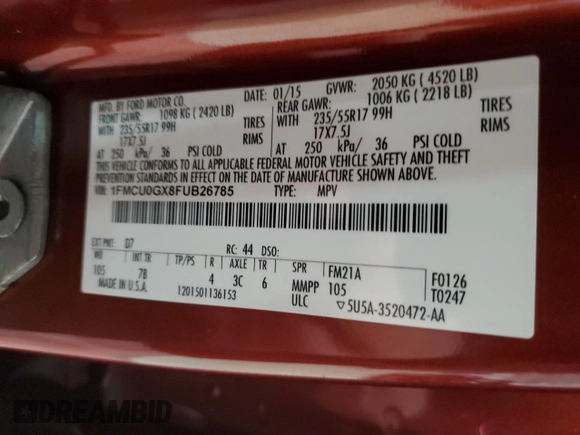 MFD. BY FORD MOTOR CO.
DATE: 01/15 GVWR: 2050 KG ( 4520 LB)
FRONT GAWR: 1098 KG ( 2420 LB)
REAR GAWR: 1006 KG ( 2218 LB)
WITH 235/55R17 99H TIRES
WITH 235/55R17 99H TIRES
17X7.5J RIMS
17X7.5J RIMS
AT 250 kPa/ 36 PSI COLD
AT 250 kPa/ 36 PSI COLD
THIS VEHICLE CONFORMS TO ALL APPLICABLE FEDERAL MOTOR VEHICLE SAFETY AND THEFT PREVENTION STANDARDS IN EFFECT ON THE DATE OF MANUFACTURE SHOWN ABOVE.
VIN: 1FMCU0GX8FUB26785
TYPE: MPV
EXT PNT: D7 RC: 44 DSO:
WB INT TR TP/PS R AXLE TR SPR FM21A F0126
105 7B 4 3C 6 MMPP 105 T0247
MADE IN U.S.A. 1201501136153 ULC ▽5U5A-3520472-AA
DREAMBID